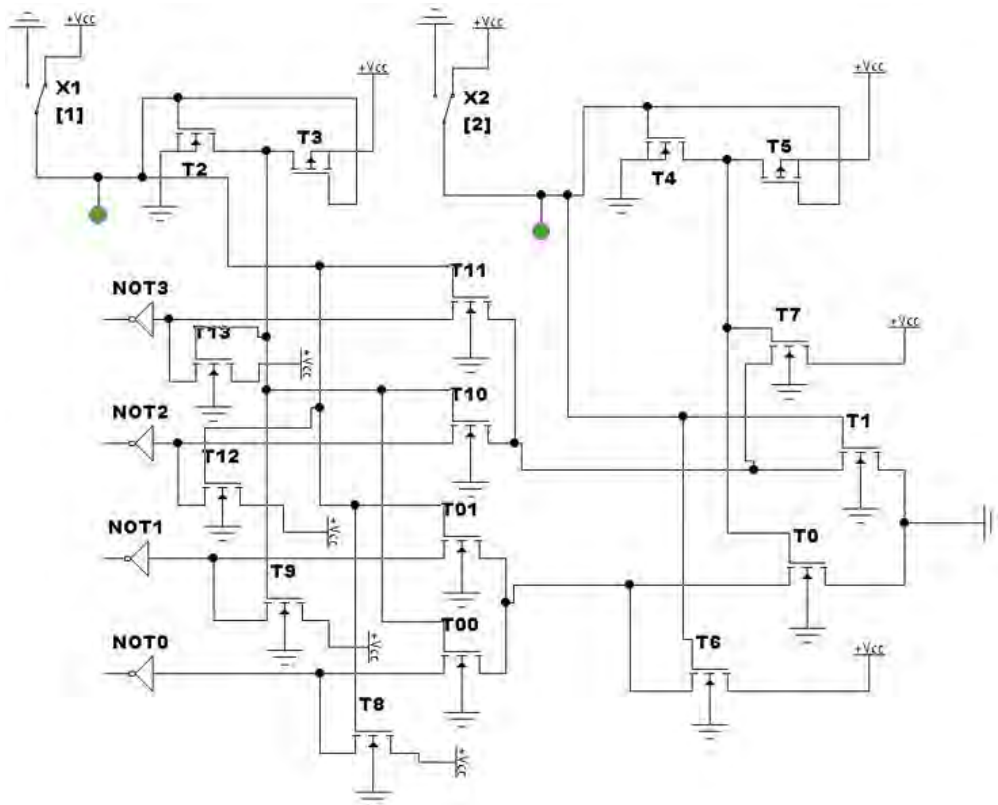 +Vcc
+Vcc
X1
[1]
X2
[2]
+Vcc
+Vcc
T3
T2
T5
T4
T11
NOT3
T13
T7
+Vcc
+Vcc
NOT2
T10
T1
T12
NOT1
T01
+Vcc
T0
T9
NOT0
T00
+Vcc
T6
+Vcc
T8
+Vcc